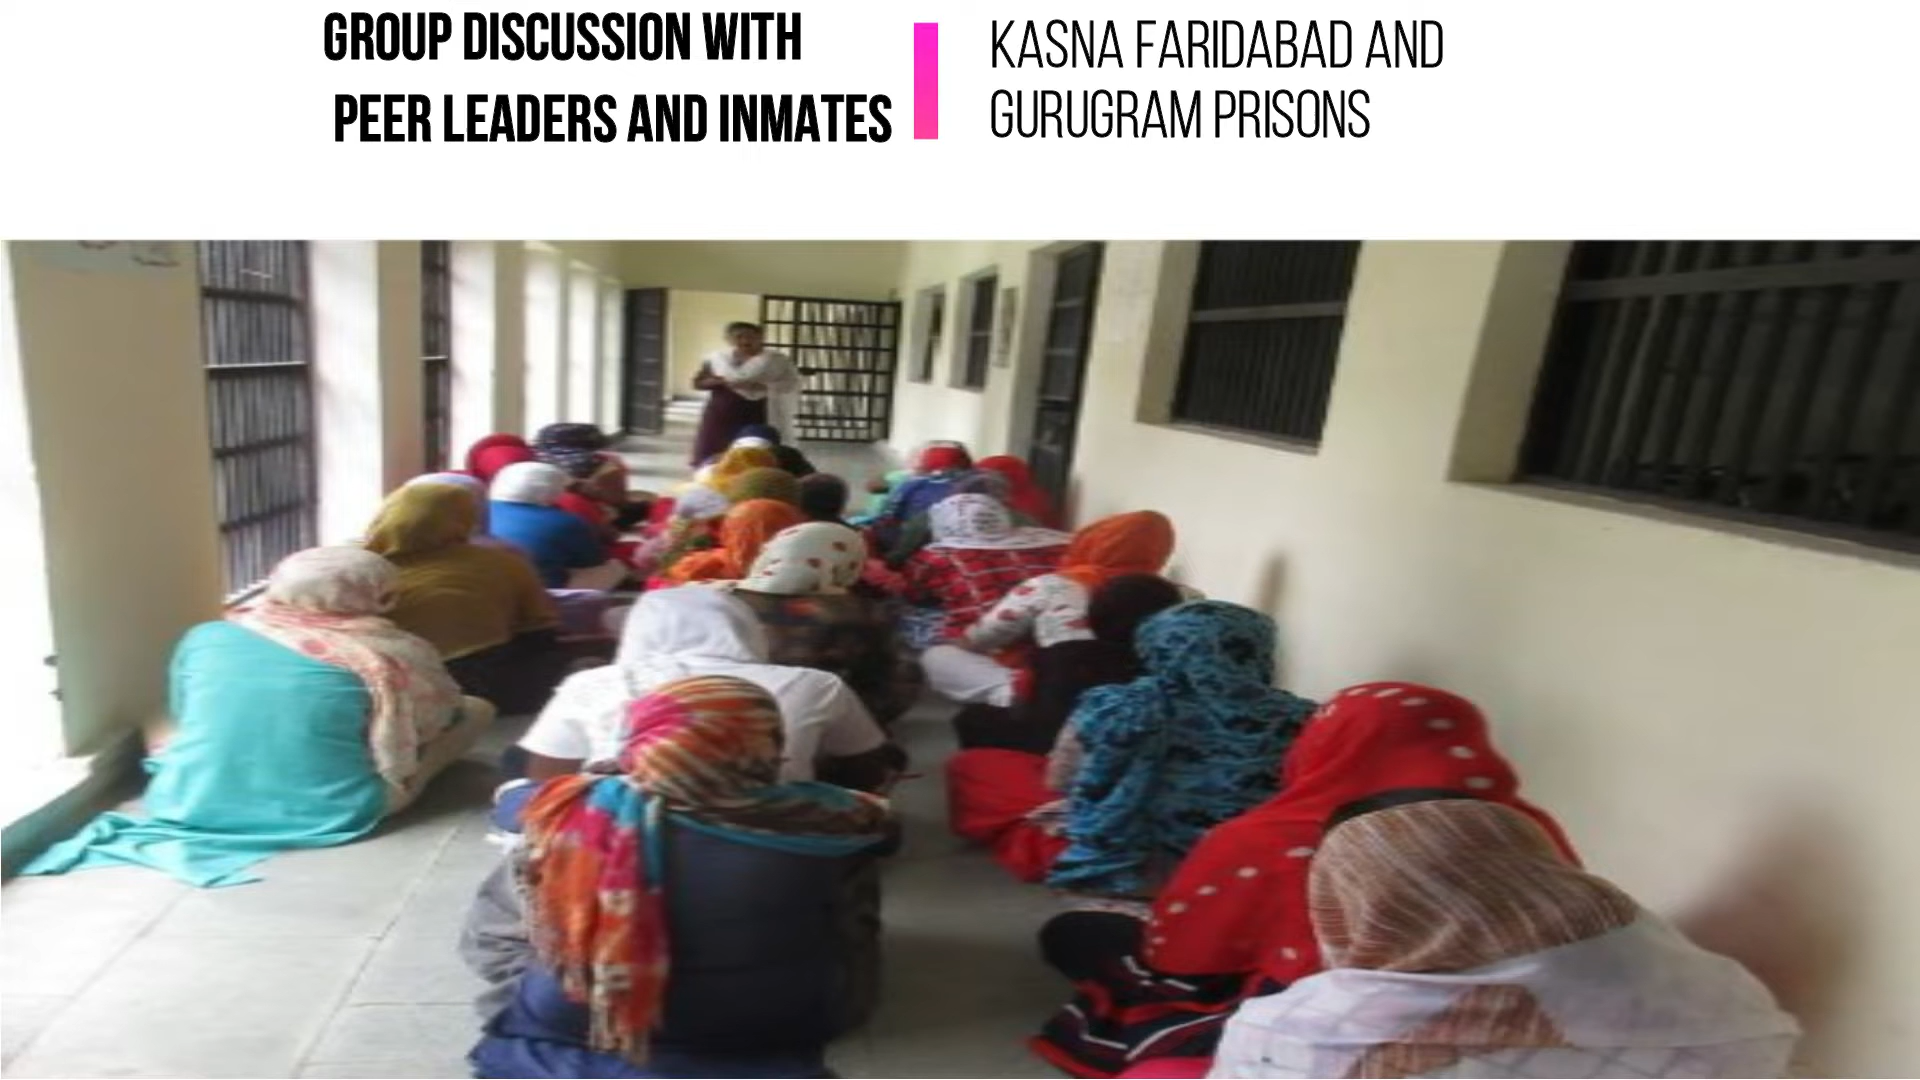 GROUP DISCUSSION WITH
PEER LEADERS AND INMATES
KASNA FARIDABAD AND
GURUGRAM PRISONS